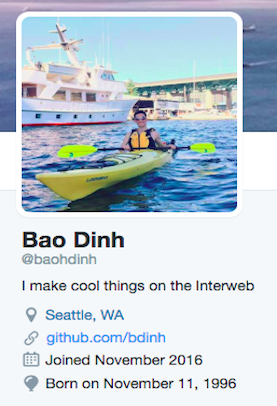 Bao Dinh
@baohdinh
I make cool things on the Interweb
Seattle, WA
github.com/bdinh
Joined November 2016
Born on November 11, 1996